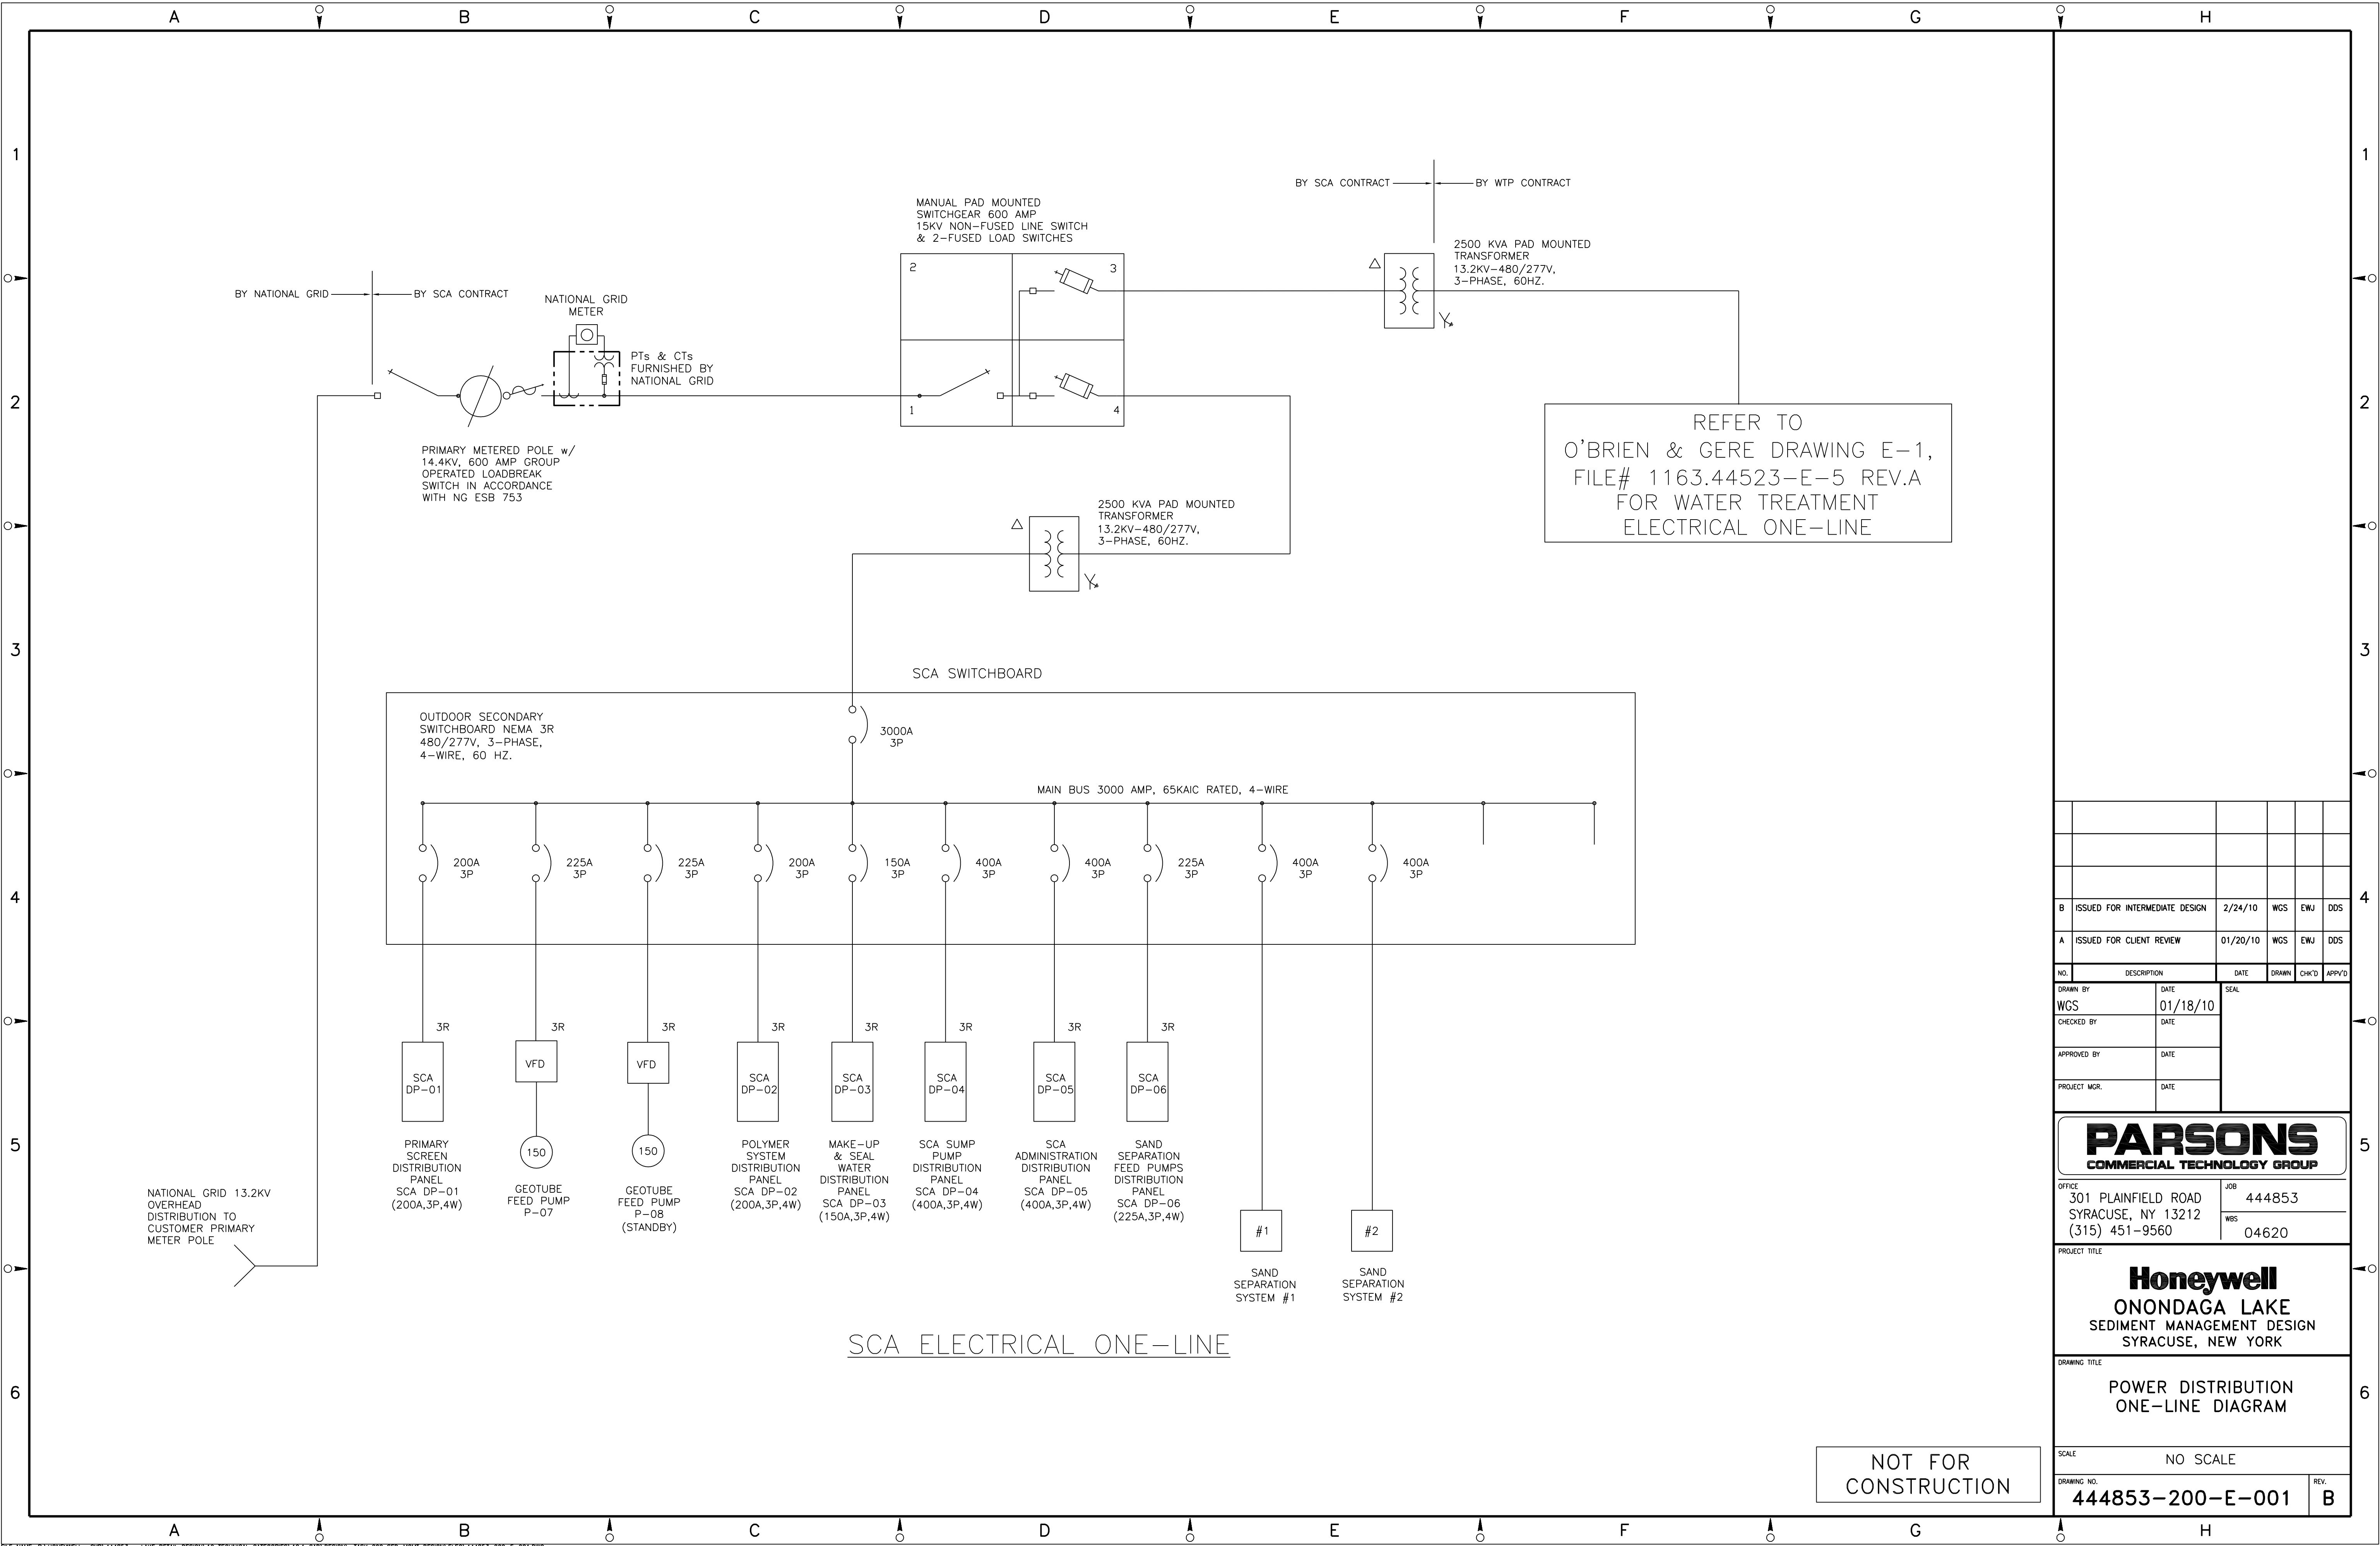 A B C D E F G H
1
2
3
4
5
6
1
2
3
4
5
6
BY NATIONAL GRID
BY SCA CONTRACT
NATIONAL GRID
METER
PTs & CTs
FURNISHED BY
NATIONAL GRID
PRIMARY METERED POLE w/
14.4KV, 600 AMP GROUP
OPERATED LOADBREAK
SWITCH IN ACCORDANCE
WITH NG ESB 753
MANUAL PAD MOUNTED
SWITCHGEAR 600 AMP
15KV NON-FUSED LINE SWITCH
& 2-FUSED LOAD SWITCHES
2
3
1
4
BY SCA CONTRACT
BY WTP CONTRACT
2500 KVA PAD MOUNTED
TRANSFORMER
13.2KV-480/277V,
3-PHASE, 60HZ.
REFER TO
O'BRIEN & GERE DRAWING E-1,
FILE# 1163.44523-E-5 REV.A
FOR WATER TREATMENT
ELECTRICAL ONE-LINE
2500 KVA PAD MOUNTED
TRANSFORMER
13.2KV-480/277V,
3-PHASE, 60HZ.
SCA SWITCHBOARD
OUTDOOR SECONDARY
SWITCHBOARD NEMA 3R
480/277V, 3-PHASE,
4-WIRE, 60 HZ.
3000A
3P
MAIN BUS 3000 AMP, 65KAIC RATED, 4-WIRE
200A
3P
225A
3P
225A
3P
200A
3P
150A
3P
400A
3P
400A
3P
225A
3P
400A
3P
400A
3P
3R
3R
3R
3R
3R
3R
3R
3R
SCA
DP-01
VFD
VFD
SCA
DP-02
SCA
DP-03
SCA
DP-04
SCA
DP-05
SCA
DP-06
PRIMARY
SCREEN
DISTRIBUTION
PANEL
SCA DP-01
(200A,3P,4W)
150
GEOTUBE
FEED PUMP
P-07
150
GEOTUBE
FEED PUMP
P-08
(STANDBY)
POLYMER
SYSTEM
DISTRIBUTION
PANEL
SCA DP-02
(200A,3P,4W)
MAKE-UP
& SEAL
WATER
DISTRIBUTION
PANEL
SCA DP-03
(150A,3P,4W)
SCA SUMP
PUMP
DISTRIBUTION
PANEL
SCA DP-04
(400A,3P,4W)
SCA
ADMINISTRATION
DISTRIBUTION
PANEL
SCA DP-05
(400A,3P,4W)
SAND
SEPARATION
FEED PUMPS
DISTRIBUTION
PANEL
SCA DP-06
(225A,3P,4W)
#1
SAND
SEPARATION
SYSTEM #1
#2
SAND
SEPARATION
SYSTEM #2
NATIONAL GRID 13.2KV
OVERHEAD
DISTRIBUTION TO
CUSTOMER PRIMARY
METER POLE
SCA ELECTRICAL ONE-LINE
NOT FOR
CONSTRUCTION
B ISSUED FOR INTERMEDIATE DESIGN 2/24/10 WGS EWJ DDS
A ISSUED FOR CLIENT REVIEW 01/20/10 WGS EWJ DDS
NO. DESCRIPTION DATE DRAWN CHK'D APPV'D
DRAWN BY DATE SEAL
WGS 01/18/10
CHECKED BY DATE
APPROVED BY DATE
PROJECT MGR. DATE
PARSONS
COMMERCIAL TECHNOLOGY GROUP
OFFICE
301 PLAINFIELD ROAD
SYRACUSE, NY 13212
(315) 451-9560
JOB
444853
WBS
04620
PROJECT TITLE
Honeywell
ONONDAGA LAKE
SEDIMENT MANAGEMENT DESIGN
SYRACUSE, NEW YORK
DRAWING TITLE
POWER DISTRIBUTION
ONE-LINE DIAGRAM
SCALE
NO SCALE
DRAWING NO.
444853-200-E-001
REV.
B
A B C D E F G H